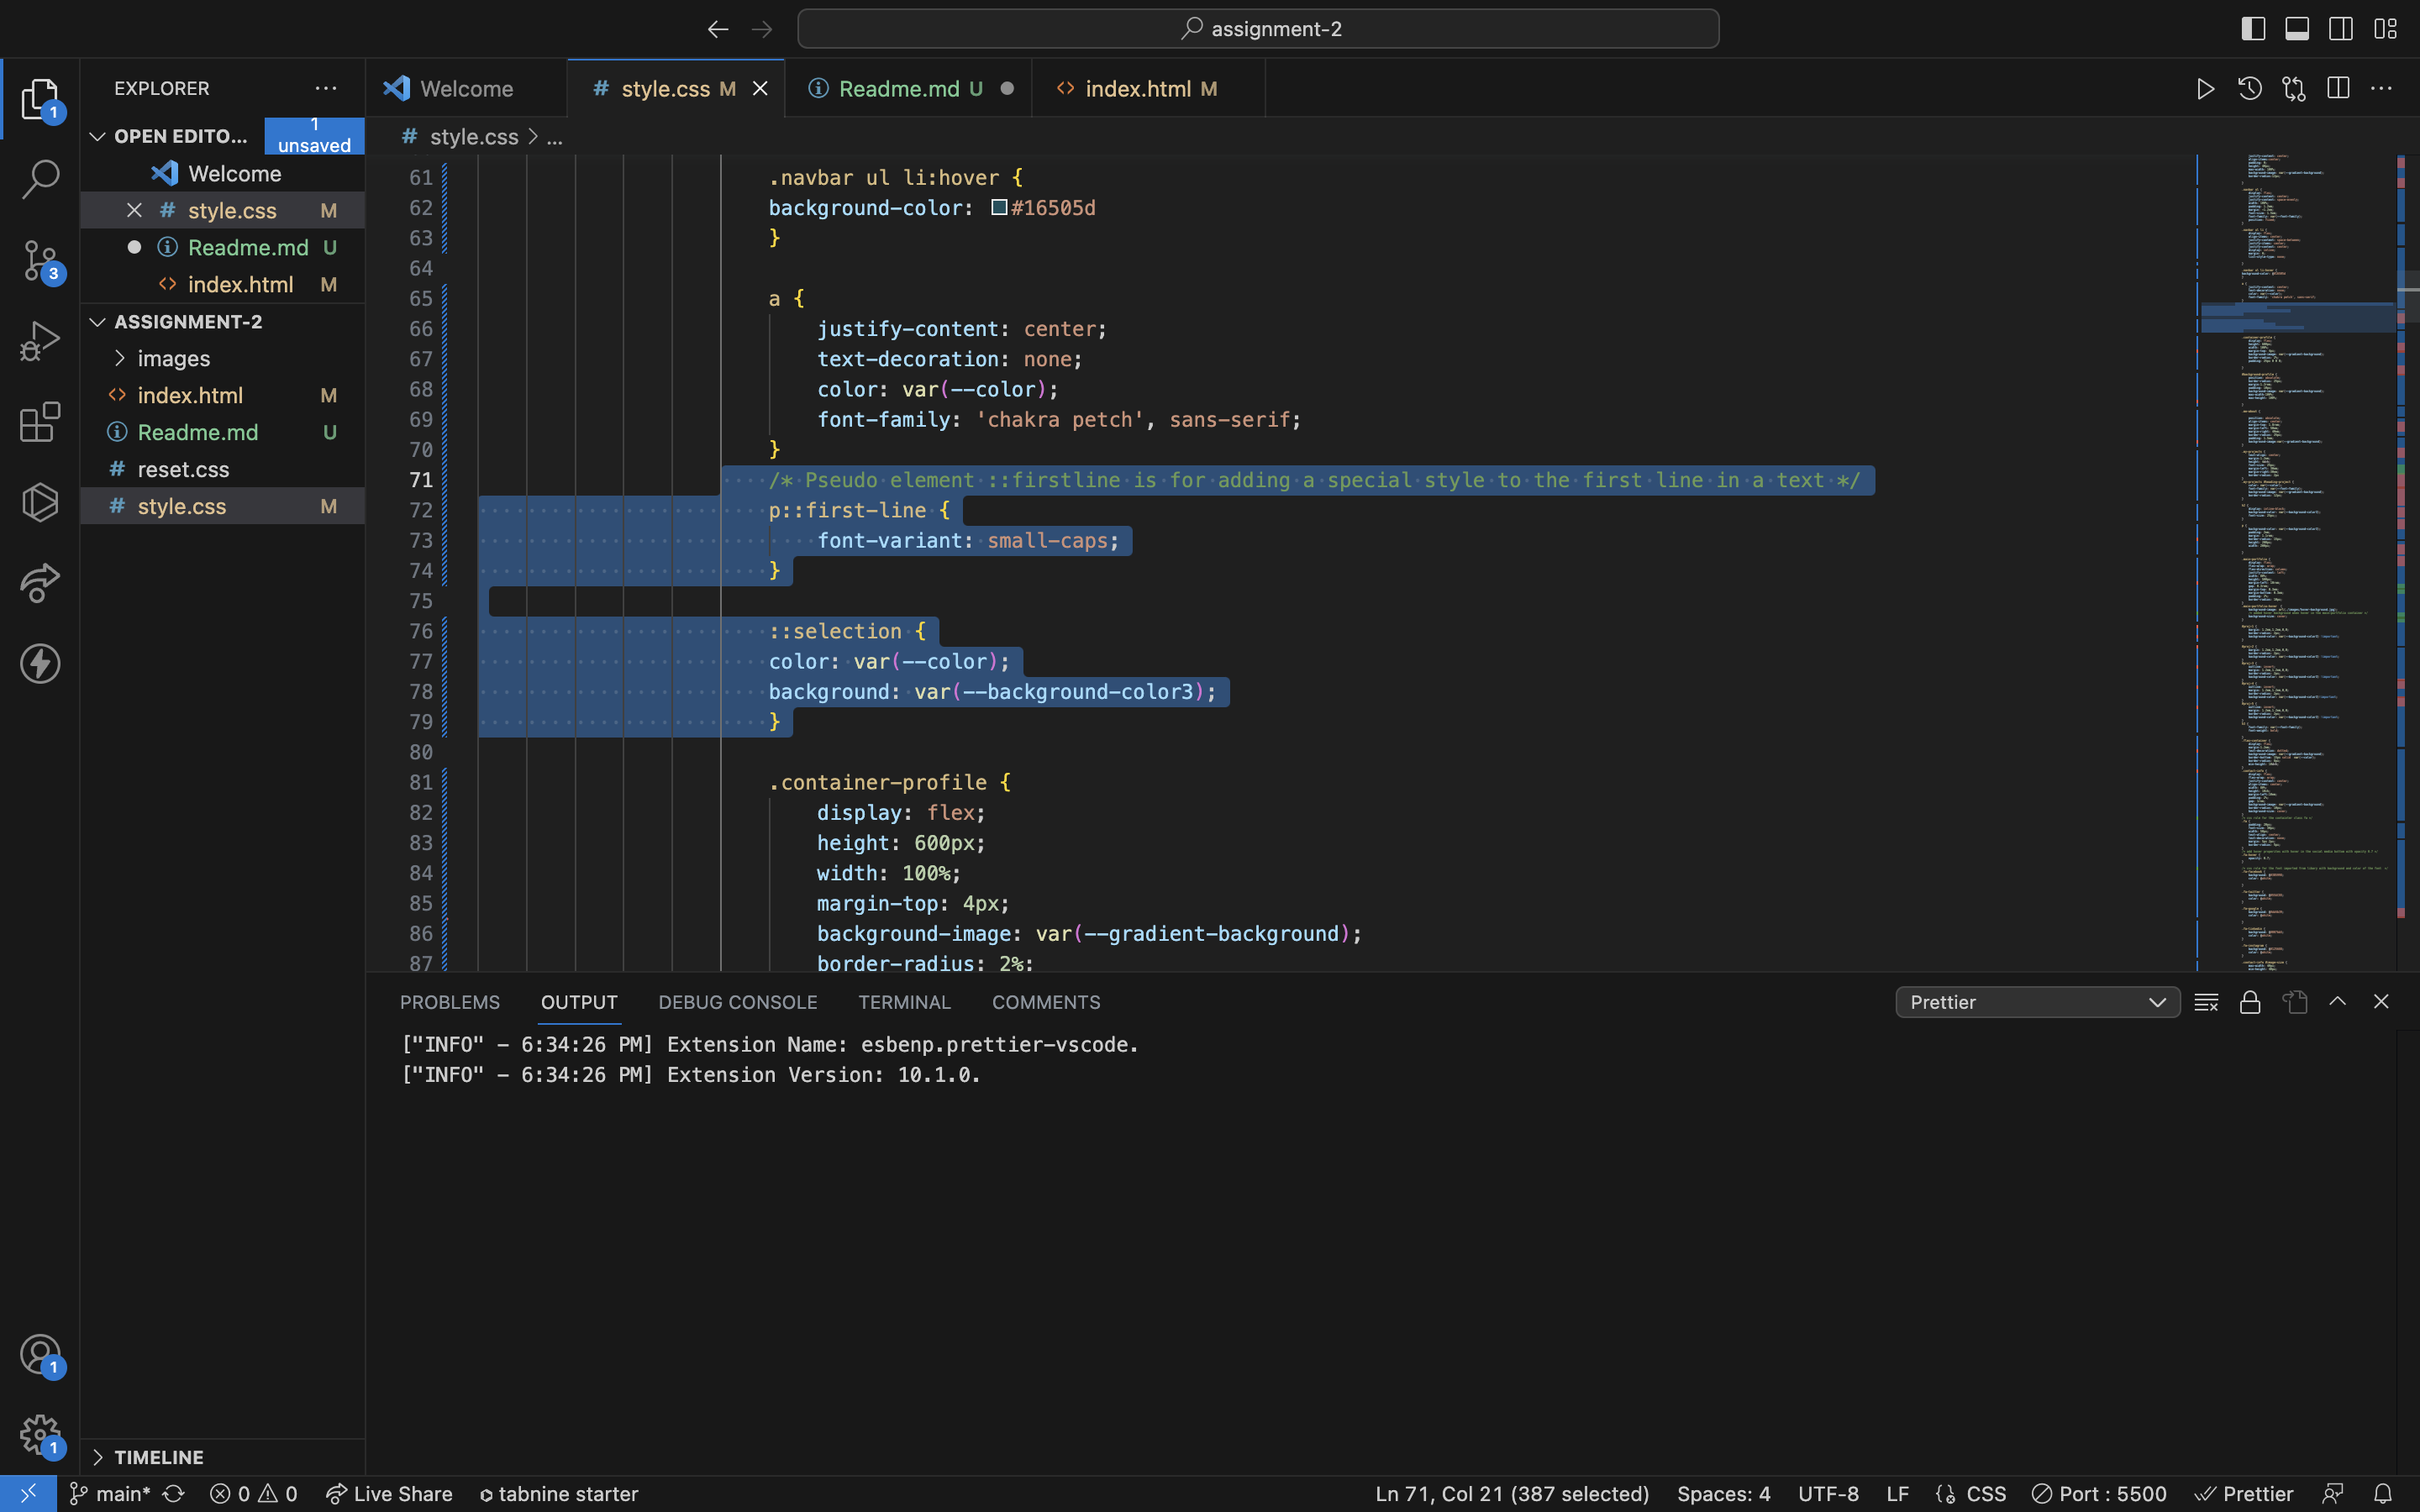 assignment-2
EXPLORER
Welcome
style.css M
Readme.md U
index.html M
OPEN EDITO...
1 unsaved
style.css > ...
Welcome
style.css M
Readme.md U
index.html M
ASSIGNMENT-2
images
index.html M
Readme.md U
reset.css
style.css M
61 .navbar ul li:hover {
62 background-color: #16505d
63 }
64
65 a {
66 justify-content: center;
67 text-decoration: none;
68 color: var(--color);
69 font-family: 'chakra petch', sans-serif;
70 }
71 /* Pseudo element ::firstline is for adding a special style to the first line in a text */
72 p::first-line {
73 font-variant: small-caps;
74 }
75
76 ::selection {
77 color: var(--color);
78 background: var(--background-color3);
79 }
80
81 .container-profile {
82 display: flex;
83 height: 600px;
84 width: 100%;
85 margin-top: 4px;
86 background-image: var(--gradient-background);
87 border-radius: 2%;
PROBLEMS OUTPUT DEBUG CONSOLE TERMINAL COMMENTS
Prettier
["INFO" - 6:34:26 PM] Extension Name: esbenp.prettier-vscode.
["INFO" - 6:34:26 PM] Extension Version: 10.1.0.
1
3
1
1
TIMELINE
main* 0 0 Live Share tabnine starter
Ln 71, Col 21 (387 selected) Spaces: 4 UTF-8 LF CSS Port : 5500 Prettier